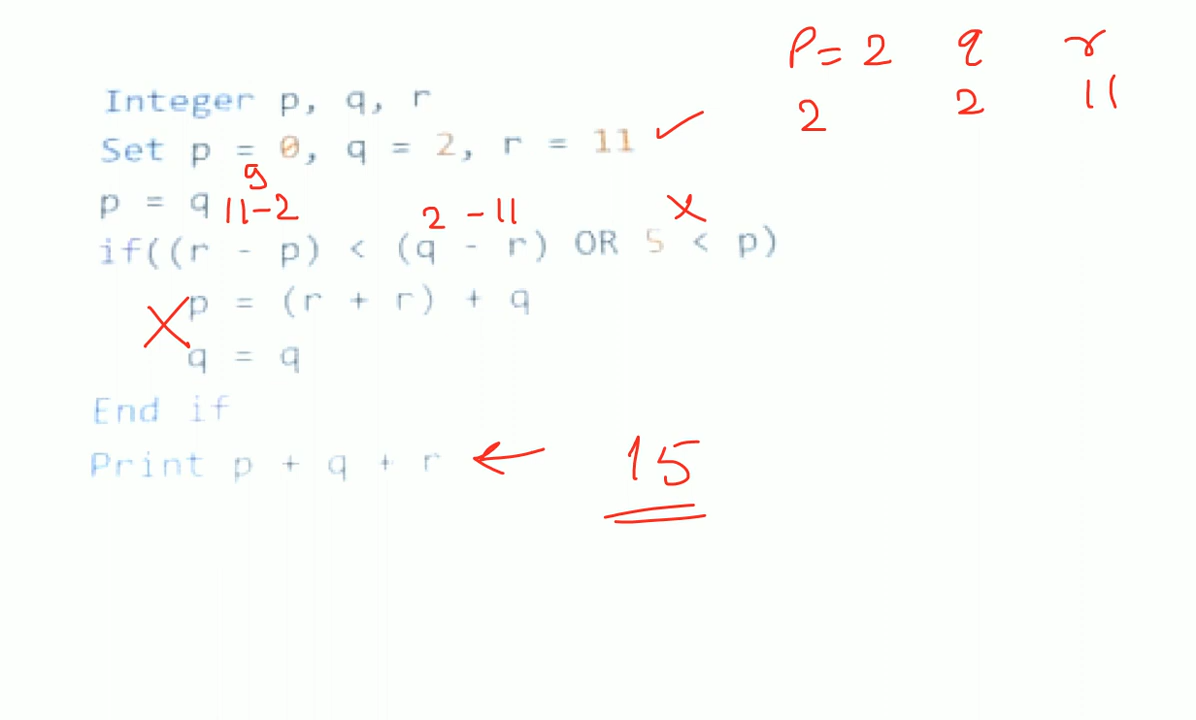 P = 2 q r
2 2 11
Integer p, q, r
Set p = 0, q = 2, r = 11 ✓
9
p = q 11-2 2 -11 x
if((r - p) < (q - r) OR 5 < p)
X p = (r + r) + q
q = q
End if
Print p + q + r ← 15